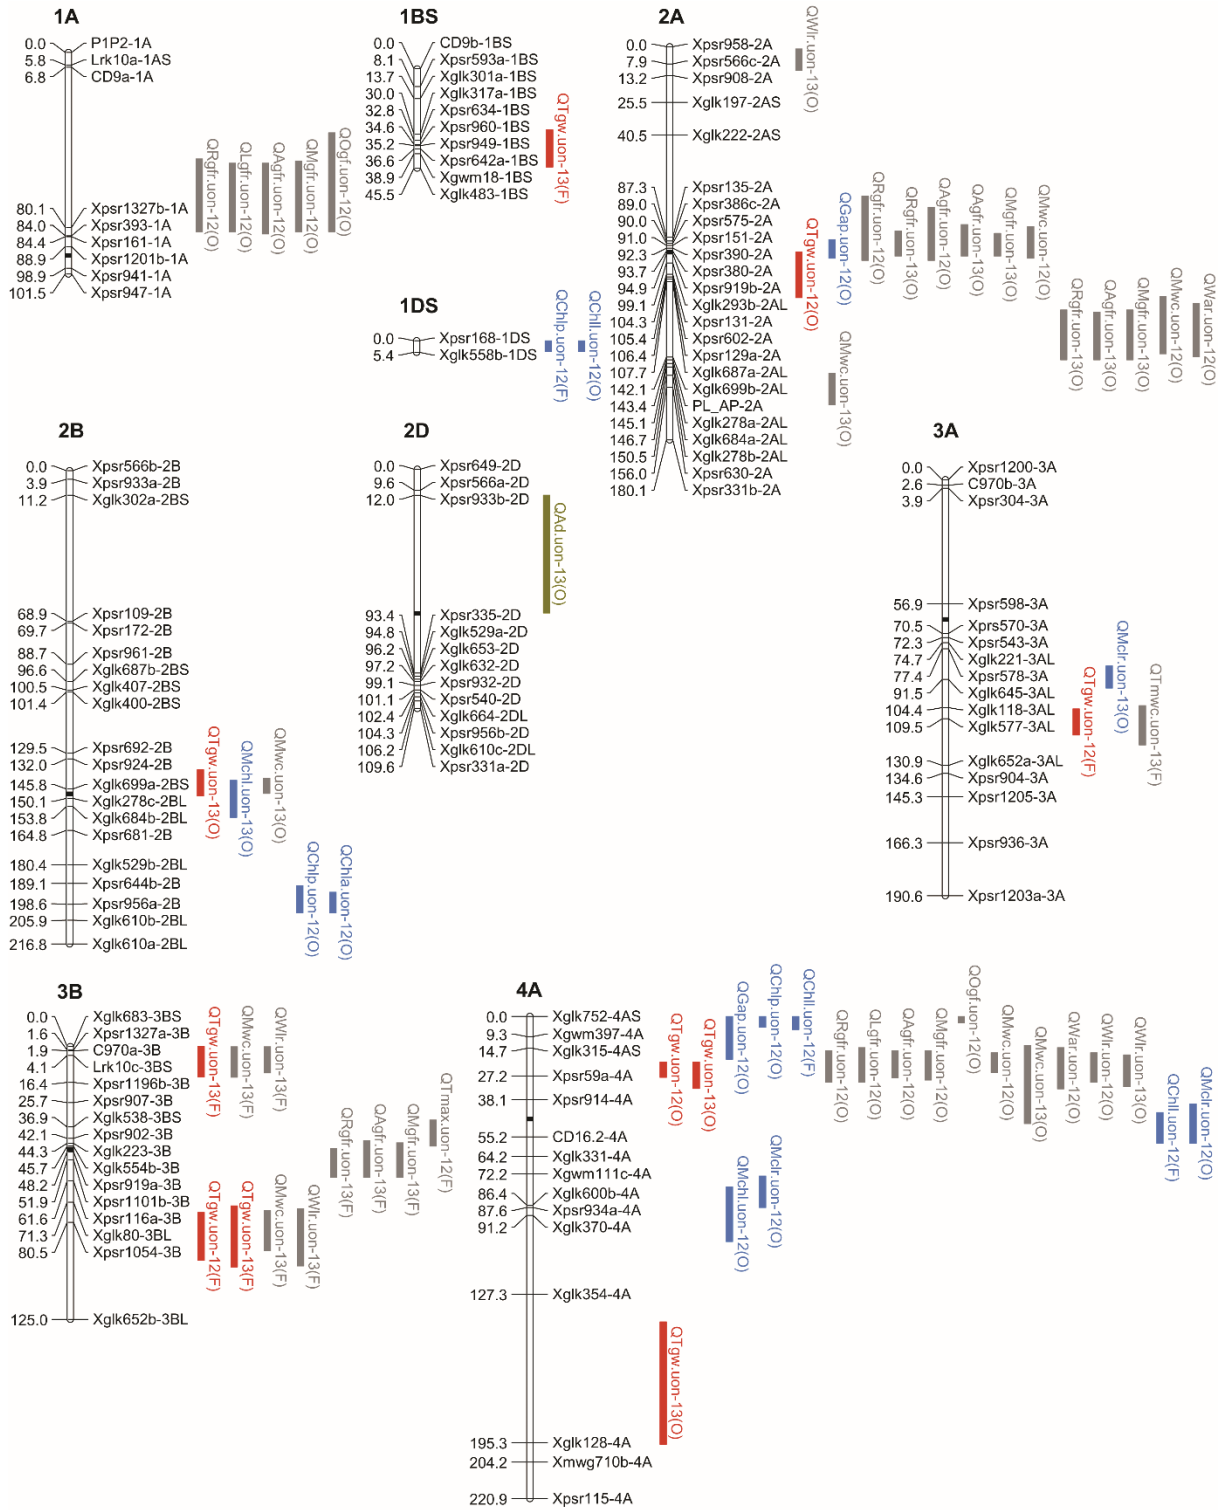 1A
0.0 P1P2-1A
5.8 Lrk10a-1AS
6.8 CD9a-1A
80.1 Xpsr1327b-1A
84.0 Xpsr393-1A
84.4 Xpsr161-1A
88.9 Xpsr1201b-1A
98.9 Xpsr941-1A
101.5 Xpsr947-1A
QRgfr.uon-12(O)
QLgfr.uon-12(O)
QAgfr.uon-12(O)
QMgfr.uon-12(O)
QOgf.uon-12(O)
1BS
0.0 CD9b-1BS
8.1 Xpsr593a-1BS
13.7 Xglk301a-1BS
30.0 Xglk317a-1BS
32.8 Xpsr634-1BS
34.6 Xpsr960-1BS
35.2 Xpsr949-1BS
36.6 Xpsr642a-1BS
38.9 Xgwm18-1BS
45.5 Xglk483-1BS
QTgw.uon-13(F)
1DS
0.0 Xpsr168-1DS
5.4 Xglk558b-1DS
QChlp.uon-12(F)
QChll.uon-12(O)
2A
0.0 Xpsr958-2A
7.9 Xpsr566c-2A
13.2 Xpsr908-2A
25.5 Xglk197-2AS
40.5 Xglk222-2AS
87.3 Xpsr135-2A
89.0 Xpsr386c-2A
90.0 Xpsr575-2A
91.0 Xpsr151-2A
92.3 Xpsr390-2A
93.7 Xpsr380-2A
94.9 Xpsr919b-2A
99.1 Xglk293b-2AL
104.3 Xpsr131-2A
105.4 Xpsr602-2A
106.4 Xpsr129a-2A
107.7 Xglk687a-2AL
142.1 Xglk699b-2AL
143.4 PL_AP-2A
145.1 Xglk278a-2AL
146.7 Xglk684a-2AL
150.5 Xglk278b-2AL
156.0 Xpsr630-2A
180.1 Xpsr331b-2A
QWlr.uon-13(O)
QTgw.uon-12(O)
QGap.uon-12(O)
QRgfr.uon-12(O)
QRgfr.uon-13(O)
QAgfr.uon-12(O)
QAgfr.uon-13(O)
QMgfr.uon-13(O)
QMwc.uon-12(O)
QMwc.uon-13(O)
QRgfr.uon-13(O)
QAgfr.uon-13(O)
QMgfr.uon-13(O)
QMwc.uon-12(O)
QWar.uon-12(O)
2B
0.0 Xpsr566b-2B
3.9 Xpsr933a-2B
11.2 Xglk302a-2BS
68.9 Xpsr109-2B
69.7 Xpsr172-2B
88.7 Xpsr961-2B
96.6 Xglk687b-2BS
100.5 Xglk407-2BS
101.4 Xglk400-2BS
129.5 Xpsr692-2B
132.0 Xpsr924-2B
145.8 Xglk699a-2BS
150.1 Xglk278c-2BL
153.8 Xglk684b-2BL
164.8 Xpsr681-2B
180.4 Xglk529b-2BL
189.1 Xpsr644b-2B
198.6 Xpsr956a-2B
205.9 Xglk610b-2BL
216.8 Xglk610a-2BL
QTgw.uon-13(O)
QMchl.uon-13(O)
QMwc.uon-13(O)
QChlp.uon-12(O)
QChla.uon-12(O)
2D
0.0 Xpsr649-2D
9.6 Xpsr566a-2D
12.0 Xpsr933b-2D
93.4 Xpsr335-2D
94.8 Xglk529a-2D
96.2 Xglk653-2D
97.2 Xglk632-2D
99.1 Xpsr932-2D
101.1 Xpsr540-2D
102.4 Xglk664-2DL
104.3 Xpsr956b-2D
106.2 Xglk610c-2DL
109.6 Xpsr331a-2D
QAd.uon-13(O)
3A
0.0 Xpsr1200-3A
2.6 C970b-3A
3.9 Xpsr304-3A
56.9 Xpsr598-3A
70.5 Xprs570-3A
72.3 Xpsr543-3A
74.7 Xglk221-3AL
77.4 Xpsr578-3A
91.5 Xglk645-3AL
104.4 Xglk118-3AL
109.5 Xglk577-3AL
130.9 Xglk652a-3AL
134.6 Xpsr904-3A
145.3 Xpsr1205-3A
166.3 Xpsr936-3A
190.6 Xpsr1203a-3A
QTgw.uon-12(F)
QMclr.uon-13(O)
QTmwc.uon-13(F)
3B
0.0 Xglk683-3BS
1.6 Xpsr1327a-3B
1.9 C970a-3B
4.1 Lrk10c-3BS
16.4 Xpsr1196b-3B
25.7 Xpsr907-3B
36.9 Xglk538-3BS
42.1 Xpsr902-3B
44.3 Xglk223-3B
45.7 Xglk554b-3B
48.2 Xpsr919a-3B
51.9 Xpsr1101b-3B
61.6 Xpsr116a-3B
71.3 Xglk80-3BL
80.5 Xpsr1054-3B
125.0 Xglk652b-3BL
QTgw.uon-13(F)
QMwc.uon-13(F)
QWlr.uon-13(F)
QTgw.uon-12(F)
QTgw.uon-13(F)
QMwc.uon-13(F)
QWlr.uon-13(F)
QRgfr.uon-13(F)
QAgfr.uon-13(F)
QMgfr.uon-13(F)
QTmax.uon-12(F)
4A
0.0 Xglk752-4AS
9.3 Xgwm397-4A
14.7 Xglk315-4AS
27.2 Xpsr59a-4A
38.1 Xpsr914-4A
55.2 CD16.2-4A
64.2 Xglk331-4A
72.2 Xgwm111c-4A
86.4 Xglk600b-4A
87.6 Xpsr934a-4A
91.2 Xglk370-4A
127.3 Xglk354-4A
195.3 Xglk128-4A
204.2 Xmwg710b-4A
220.9 Xpsr115-4A
QTgw.uon-12(O)
QTgw.uon-13(O)
QGap.uon-12(O)
QChlp.uon-12(O)
QChll.uon-12(F)
QRgfr.uon-12(O)
QLgfr.uon-12(O)
QAgfr.uon-12(O)
QMgfr.uon-12(O)
QOgf.uon-12(O)
QMwc.uon-12(O)
QMwc.uon-13(O)
QWar.uon-12(O)
QWlr.uon-12(O)
QWlr.uon-13(O)
QChll.uon-12(F)
QMclr.uon-12(O)
QMchl.uon-12(O)
QMclr.uon-12(O)
QTgw.uon-13(O)